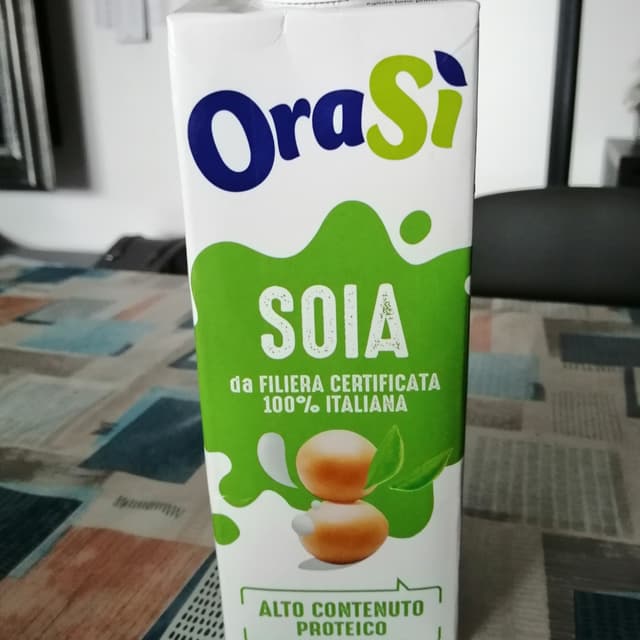 OraSì
SOIA
da FILIERA CERTIFICATA
100% ITALIANA
ALTO CONTENUTO
PROTEICO